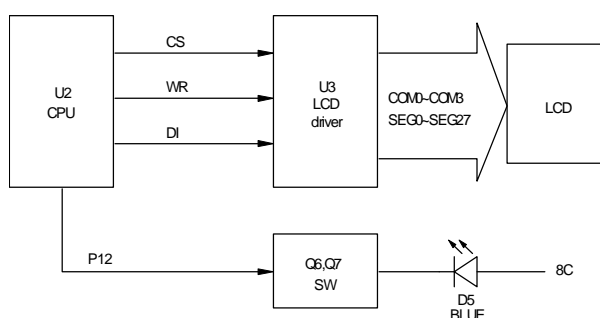 CS
U2
CPU
WR
DI
U3
LCD
driver
COM0~COM3
SEG0~SEG27
LCD
P12
Q6,Q7
SW
8C
D5
BLUE